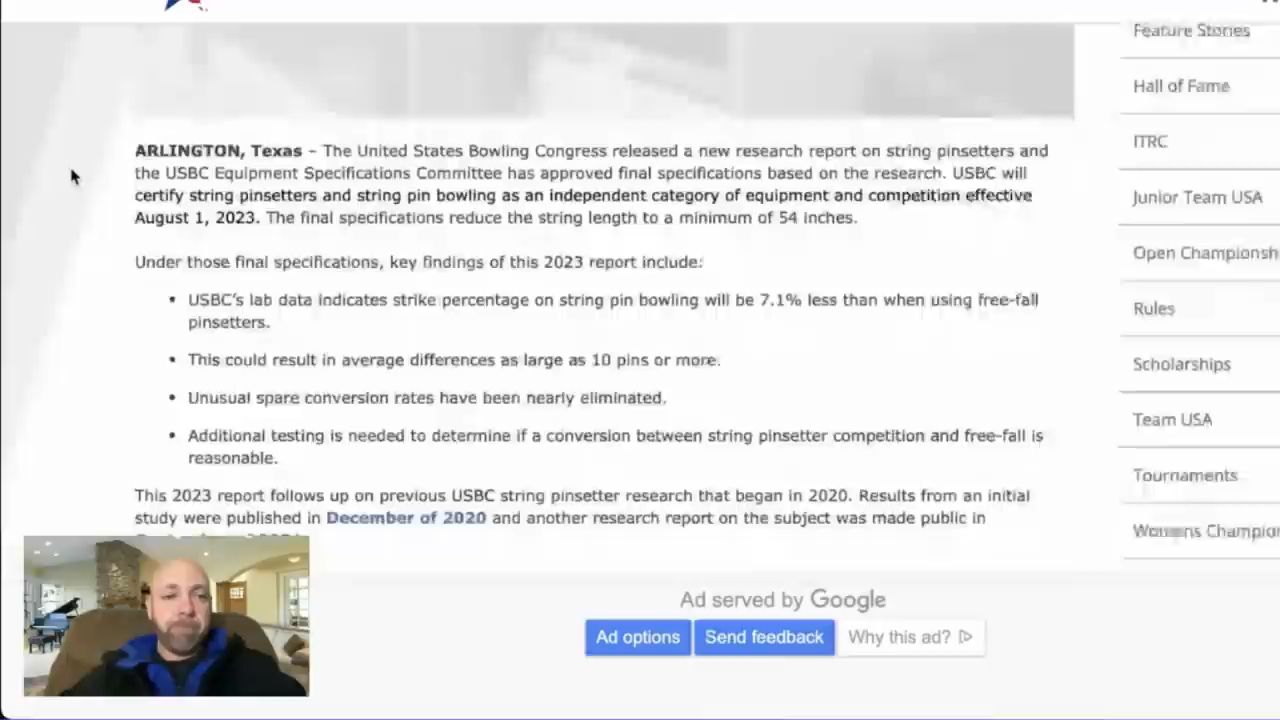 ARLINGTON, Texas – The United States Bowling Congress released a new research report on string pinsetters and
the USBC Equipment Specifications Committee has approved final specifications based on the research. USBC will
certify string pinsetters and string pin bowling as an independent category of equipment and competition effective
August 1, 2023. The final specifications reduce the string length to a minimum of 54 inches.
Under those final specifications, key findings of this 2023 report include:
• USBC's lab data indicates strike percentage on string pin bowling will be 7.1% less than when using free-fall
pinsetters.
• This could result in average differences as large as 10 pins or more.
• Unusual spare conversion rates have been nearly eliminated.
• Additional testing is needed to determine if a conversion between string pinsetter competition and free-fall is
reasonable.
This 2023 report follows up on previous USBC string pinsetter research that began in 2020. Results from an initial
study were published in December of 2020 and another research report on the subject was made public in
Feature Stories
Hall of Fame
ITRC
Junior Team USA
Open Championsh
Rules
Scholarships
Team USA
Tournaments
Womens Champion
Ad served by Google
Ad options
Send feedback
Why this ad?